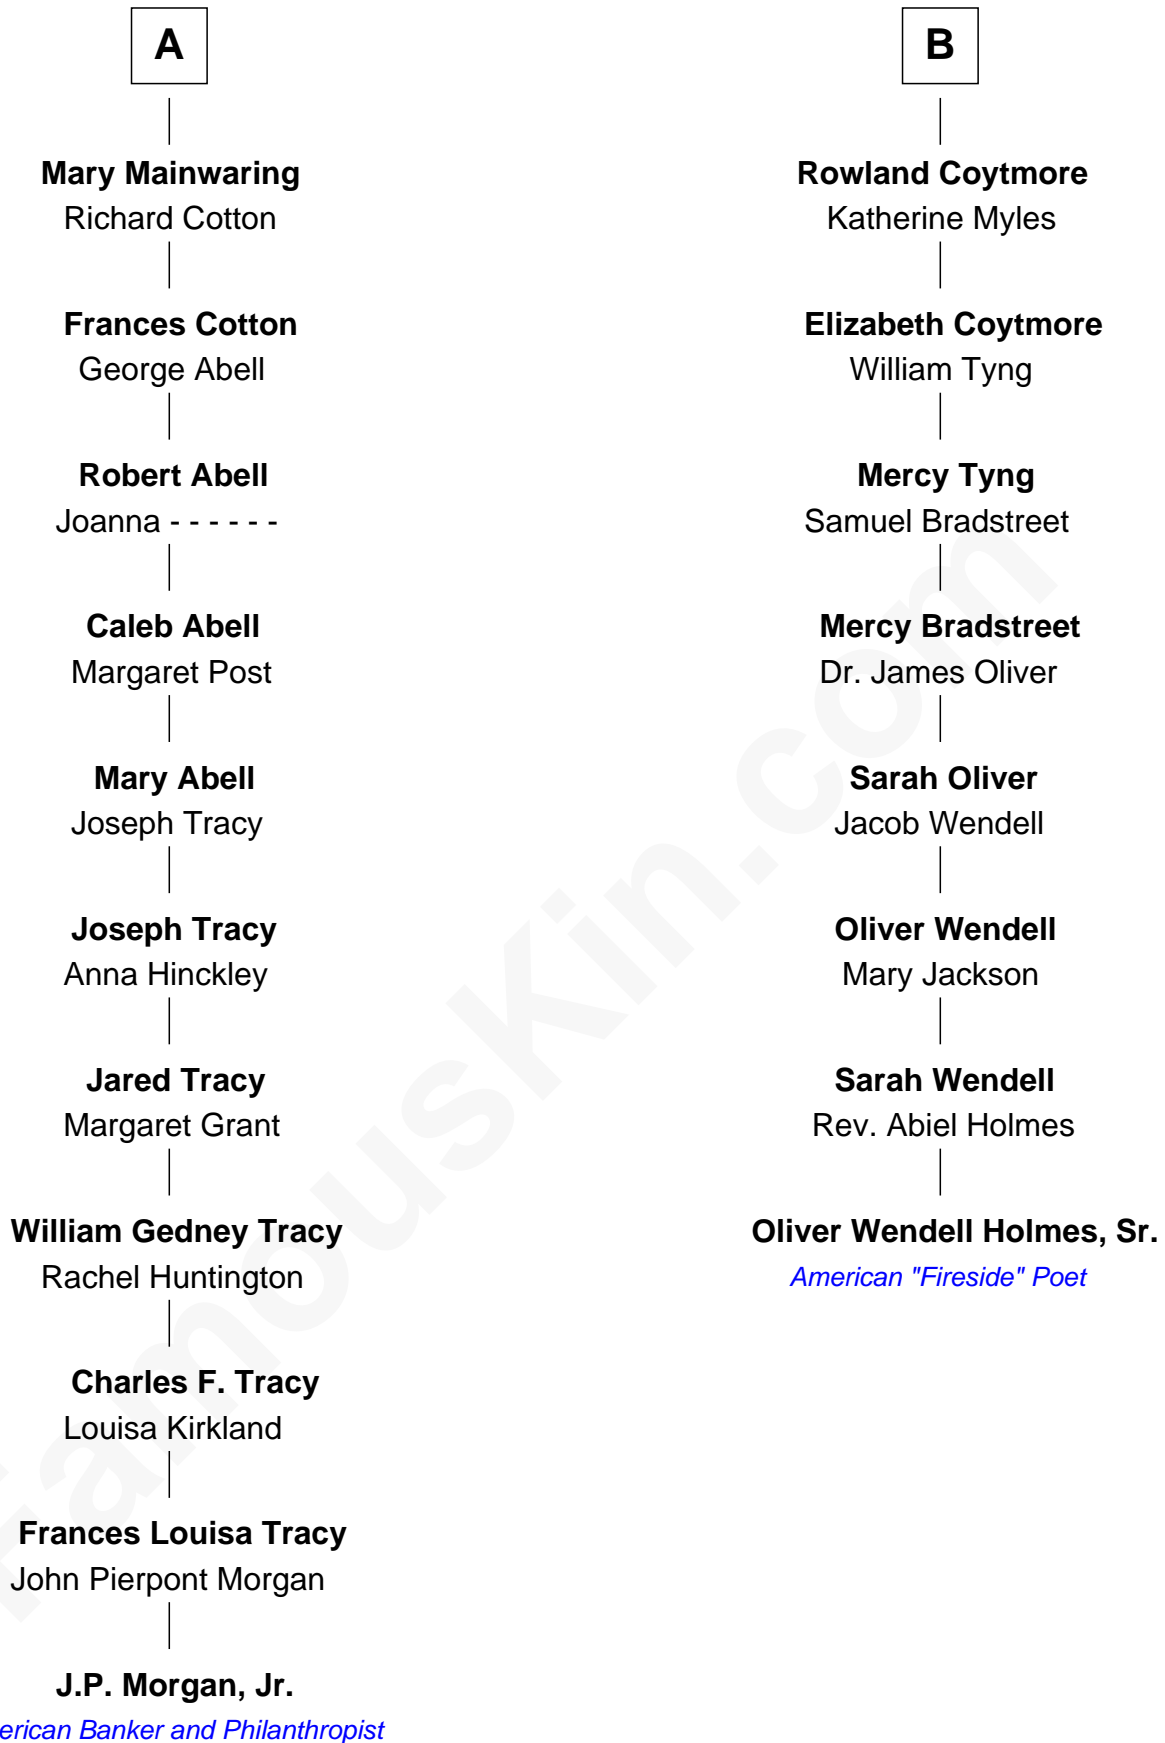 A
Mary Mainwaring
Richard Cotton
Frances Cotton
George Abell
Robert Abell
Joanna - - - - - -
Caleb Abell
Margaret Post
Mary Abell
Joseph Tracy
Joseph Tracy
Anna Hinckley
Jared Tracy
Margaret Grant
William Gedney Tracy
Rachel Huntington
Charles F. Tracy
Louisa Kirkland
Frances Louisa Tracy
John Pierpont Morgan
J.P. Morgan, Jr.
erican Banker and Philanthropist
B
Rowland Coytmore
Katherine Myles
Elizabeth Coytmore
William Tyng
Mercy Tyng
Samuel Bradstreet
Mercy Bradstreet
Dr. James Oliver
Sarah Oliver
Jacob Wendell
Oliver Wendell
Mary Jackson
Sarah Wendell
Rev. Abiel Holmes
Oliver Wendell Holmes, Sr.
American "Fireside" Poet
FamousKin.com